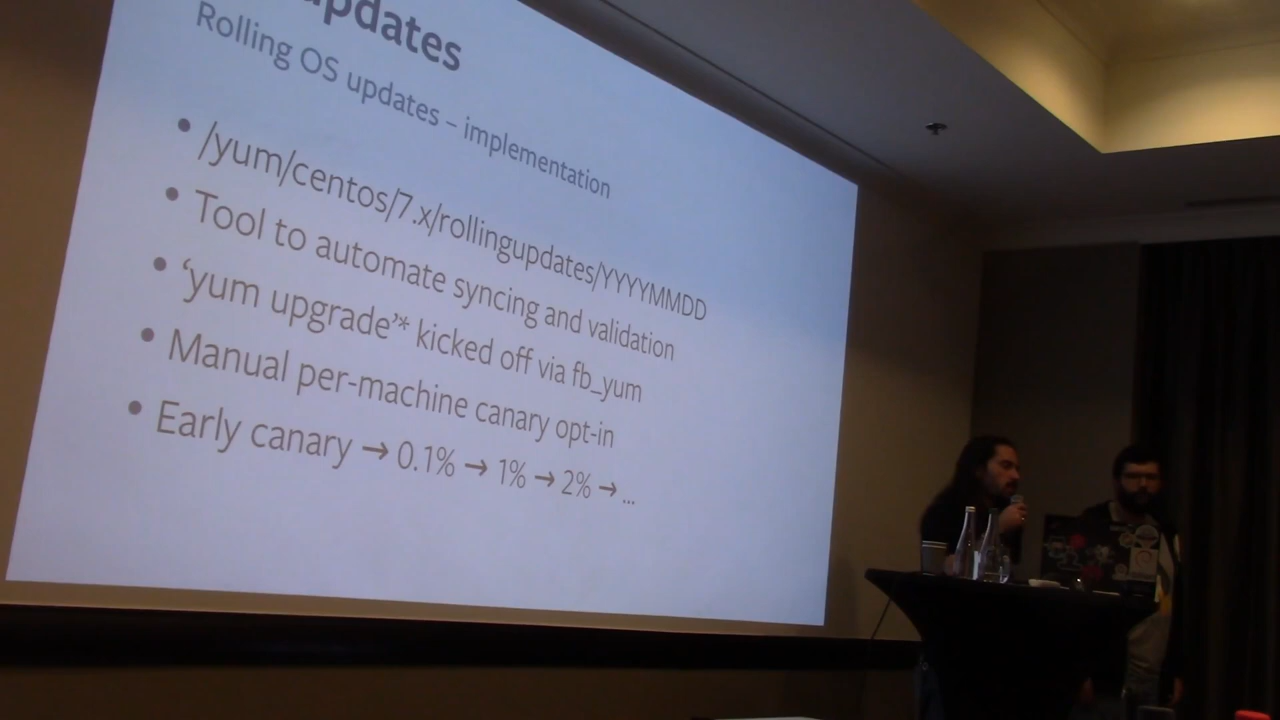 updates
Rolling OS updates – implementation
• /yum/centos/7.x/rollingupdates/YYYYMMDD
• Tool to automate syncing and validation
• ‘yum upgrade’* kicked off via fb_yum
• Manual per-machine canary opt-in
• Early canary → 0.1% → 1% → 2% → ...